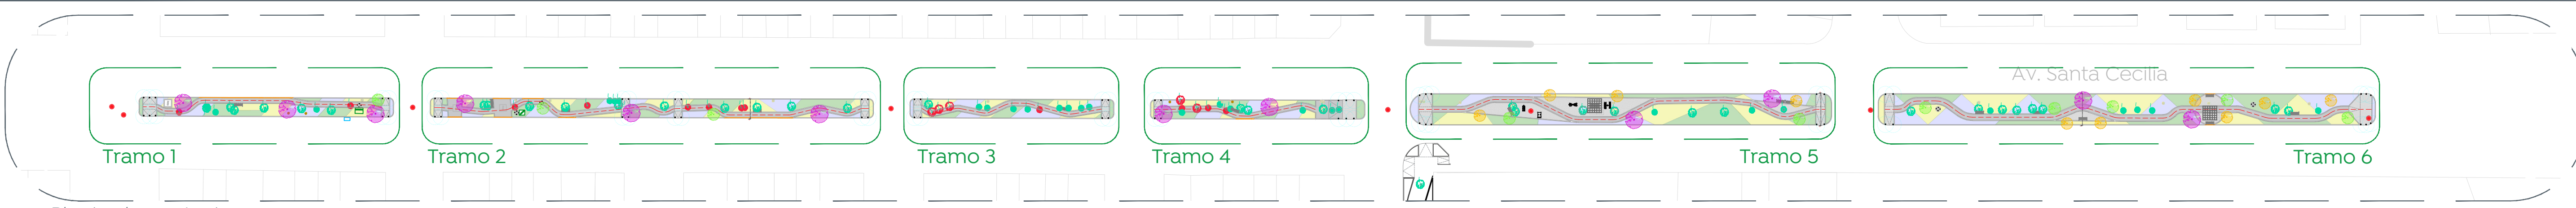 Av. Santa Cecilia
Tramo 1
Tramo 2
Tramo 3
Tramo 4
Tramo 5
Tramo 6